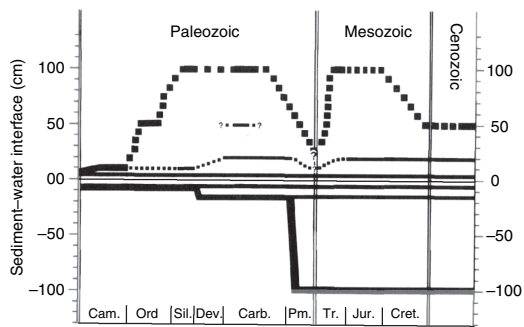 Paleozoic Mesozoic Cenozoic
Sediment–water interface (cm)
100 100
? ?
50 50
?
00 0
−50 −50
−100 −100
Cam. Ord Sil. Dev. Carb. Pm. Tr. Jur. Cret.